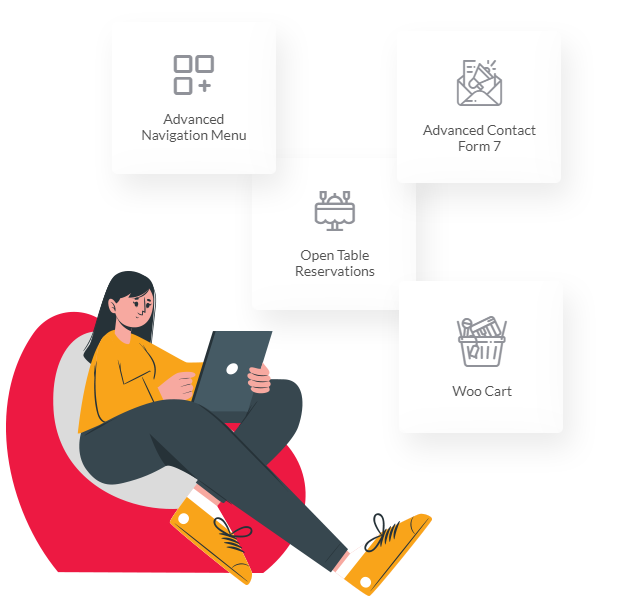 Advanced
Navigation Menu
Advanced Contact
Form 7
Open Table
Reservations
Woo Cart